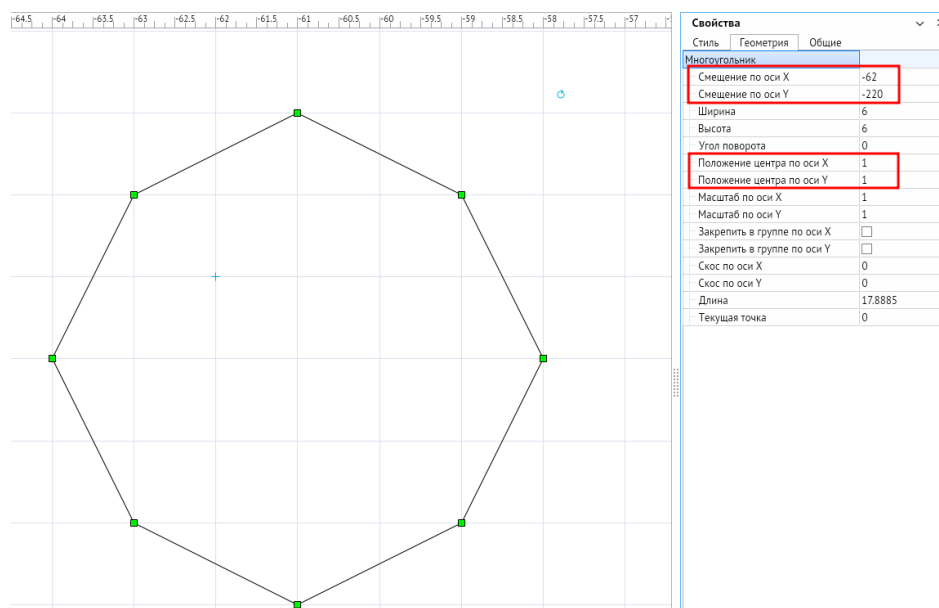 -64.5 -64 -63.5 -63 -62.5 -62 -61.5 -61 -60.5 -60 -59.5 -59 -58.5 -58 -57.5 -57
Свойства
Стиль Геометрия Общие
Многоугольник
Смещение по оси X -62
Смещение по оси Y -220
Ширина 6
Высота 6
Угол поворота 0
Положение центра по оси X 1
Положение центра по оси Y 1
Масштаб по оси X 1
Масштаб по оси Y 1
Закрепить в группе по оси X
Закрепить в группе по оси Y
Скос по оси X 0
Скос по оси Y 0
Длина 17.8885
Текущая точка 0